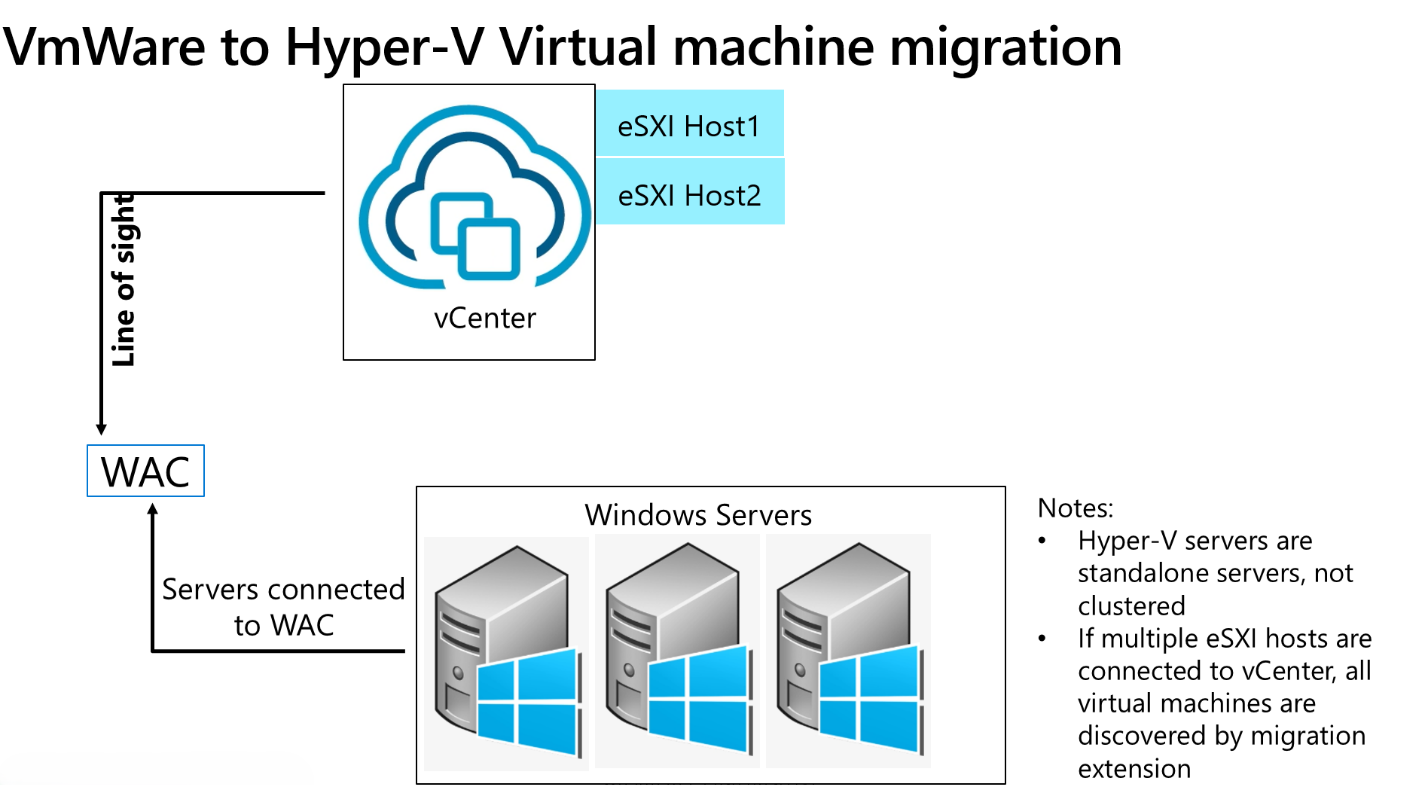 VmWare to Hyper-V Virtual machine migration
eSXI Host1
eSXI Host2
vCenter
Line of sight
WAC
Servers connected
to WAC
Windows Servers
Notes:
• Hyper-V servers are
standalone servers, not
clustered
• If multiple eSXI hosts are
connected to vCenter, all
virtual machines are
discovered by migration
extension